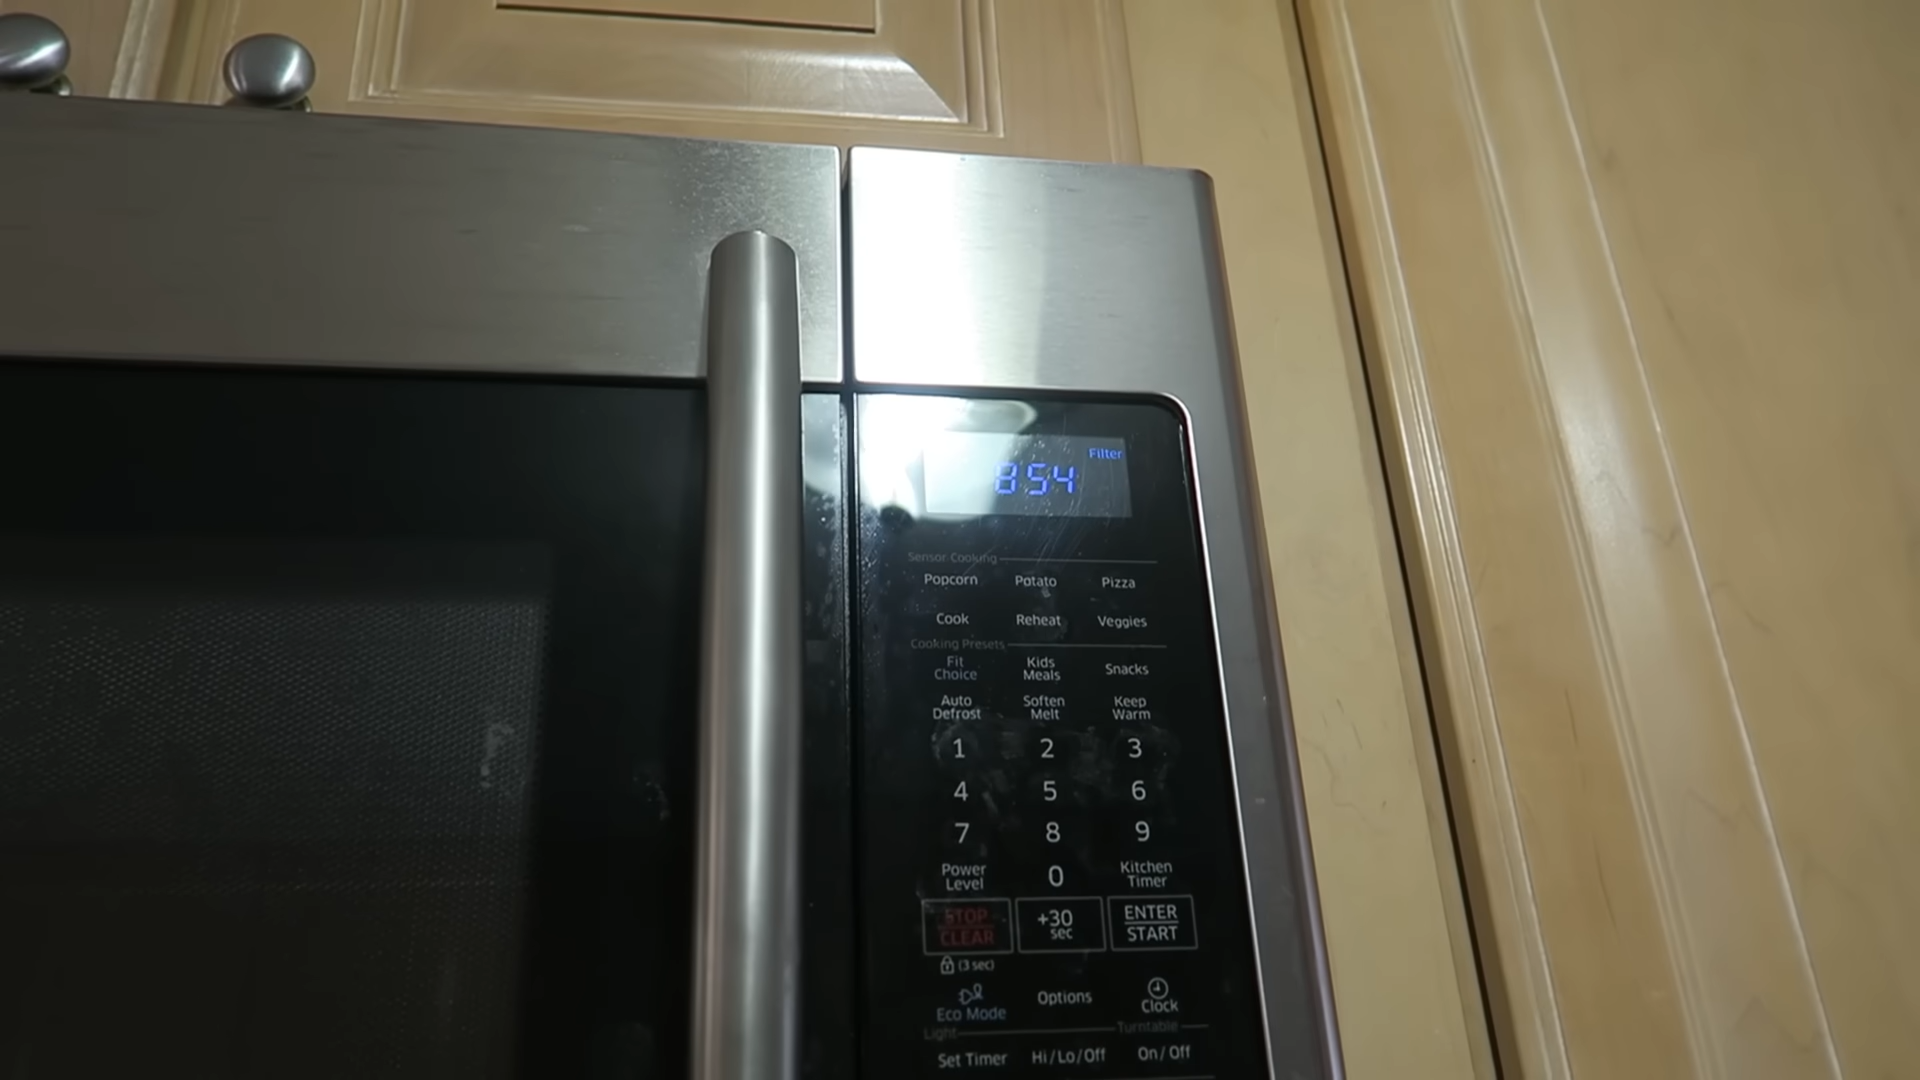 Filter
854
Sensor Cooking
Popcorn Potato Pizza
Cook Reheat Veggies
Cooking Presets
Fit Choice Kids Meals Snacks
Auto Defrost Soften Melt Keep Warm
1 2 3
4 5 6
7 8 9
Power Level 0 Kitchen Timer
STOP CLEAR +30 sec ENTER START
(3 sec)
Eco Mode Options Clock
Light Turntable
Set Timer Hi/Lo/Off On/Off